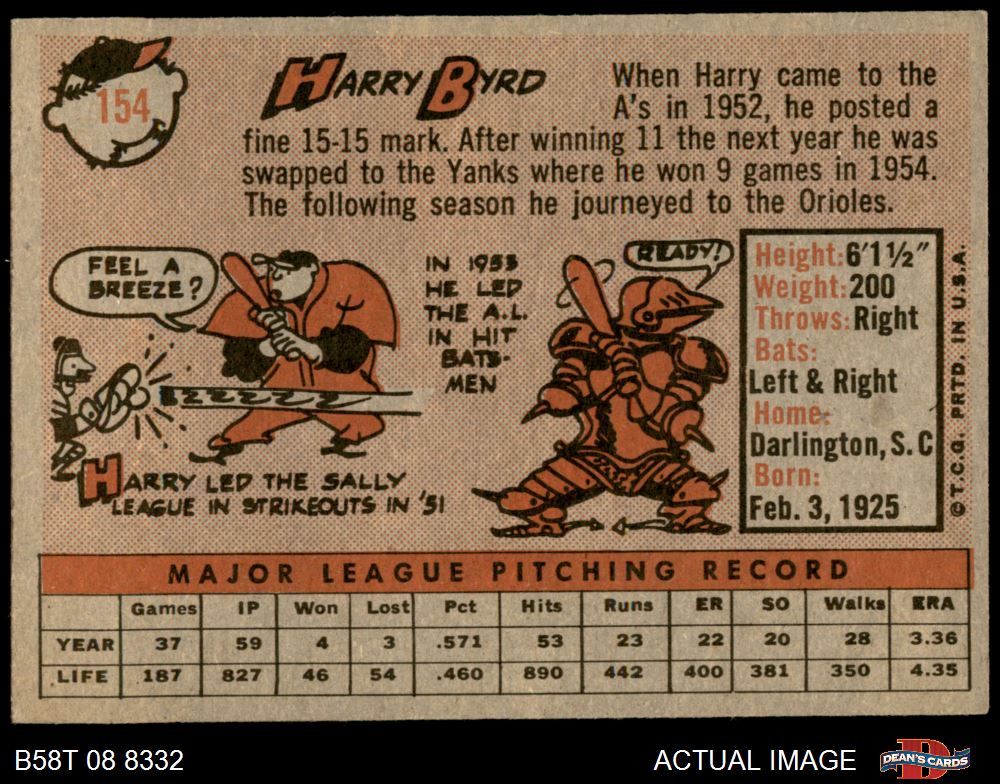 154
HARRY BYRD
When Harry came to the
A's in 1952, he posted a
fine 15-15 mark. After winning 11 the next year he was
swapped to the Yanks where he won 9 games in 1954.
The following season he journeyed to the Orioles.
FEEL A
BREEZE?
HARRY LED THE SALLY
LEAGUE IN STRIKEOUTS IN '51
IN 1953
HE LED
THE A.L.
IN HIT
BATS-
MEN
READY!
Height: 6'1½"
Weight: 200
Throws: Right
Bats:
Left & Right
Home:
Darlington, S. C
Born:
Feb. 3, 1925
© T.C.G. PRTD. IN U.S.A.
MAJOR LEAGUE PITCHING RECORD
Games IP Won Lost Pct Hits Runs ER SO Walks ERA
YEAR 37 59 4 3 .571 53 23 22 20 28 3.36
LIFE 187 827 46 54 .460 890 442 400 381 350 4.35
B58T 08 8332 ACTUAL IMAGE DEAN'S CARDS